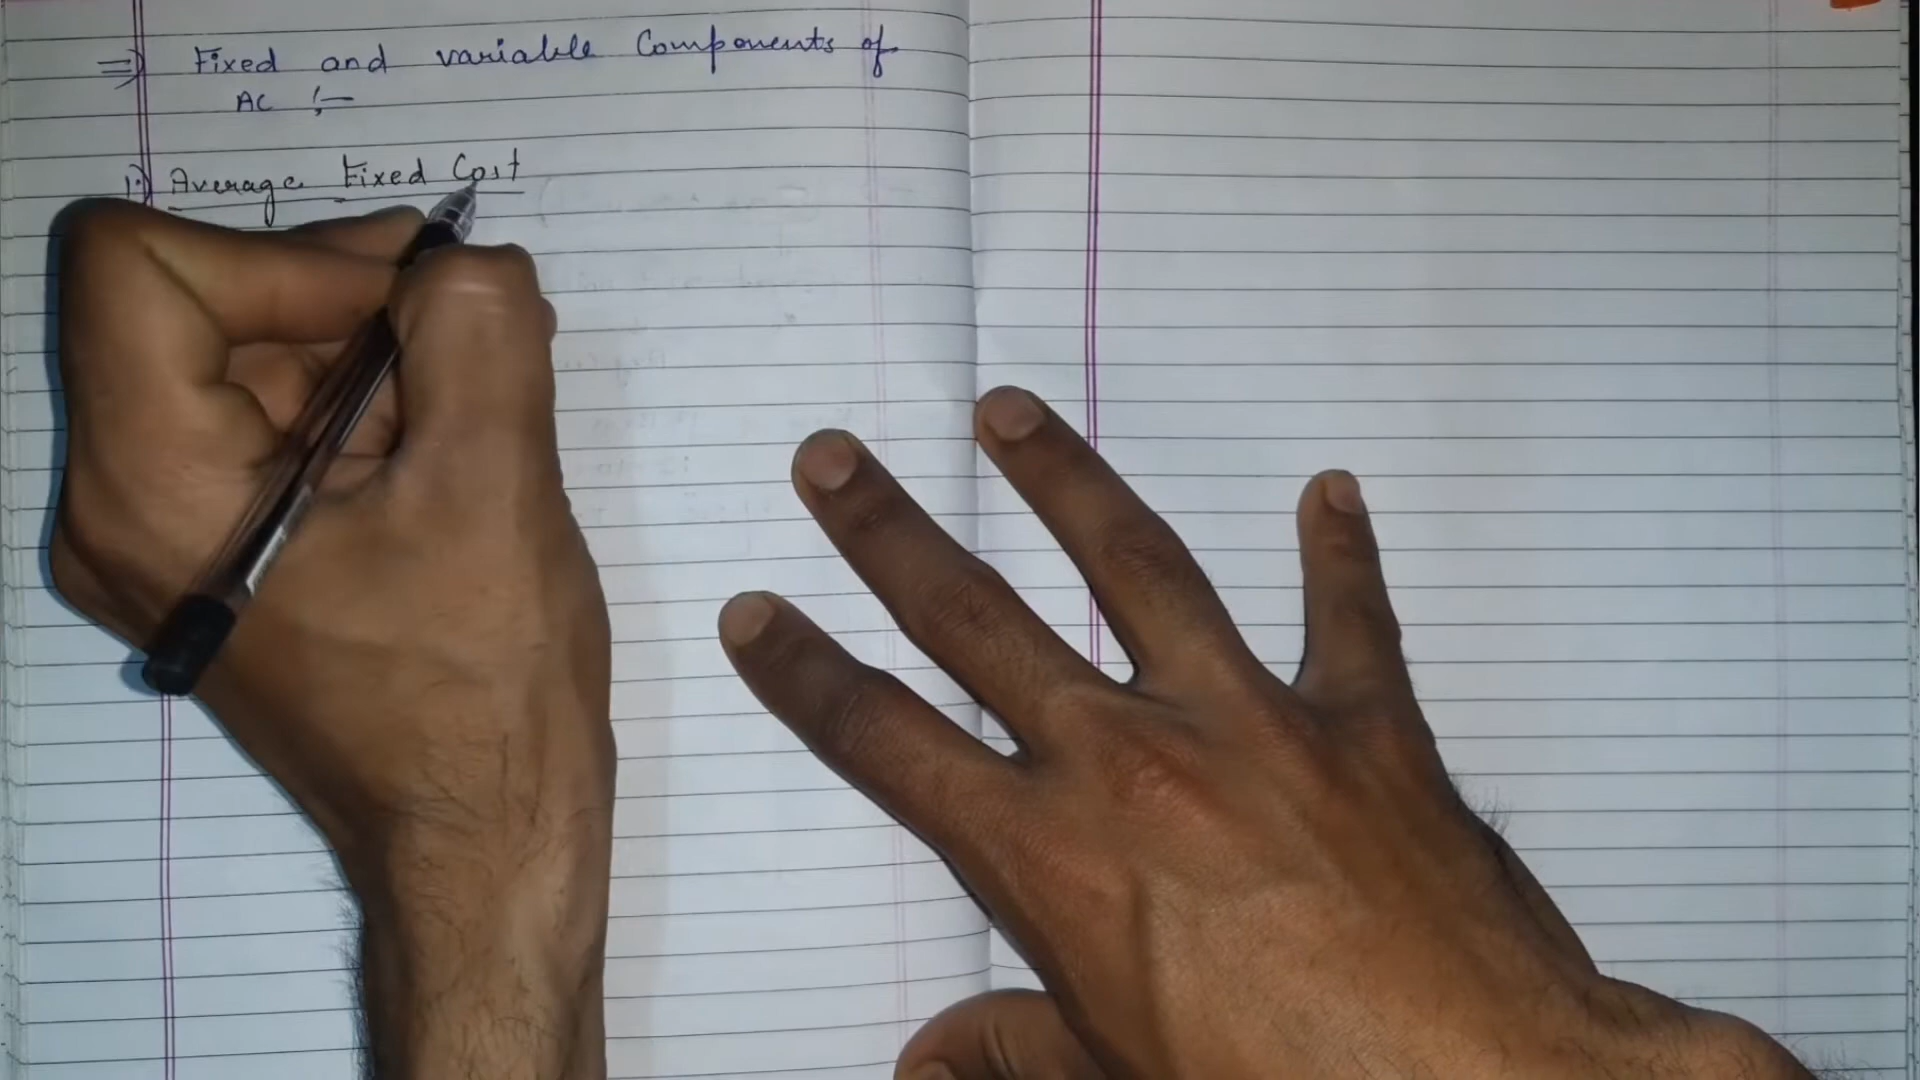 ⇒ Fixed and variable Components of
AC :—
1.) Average Fixed Cost